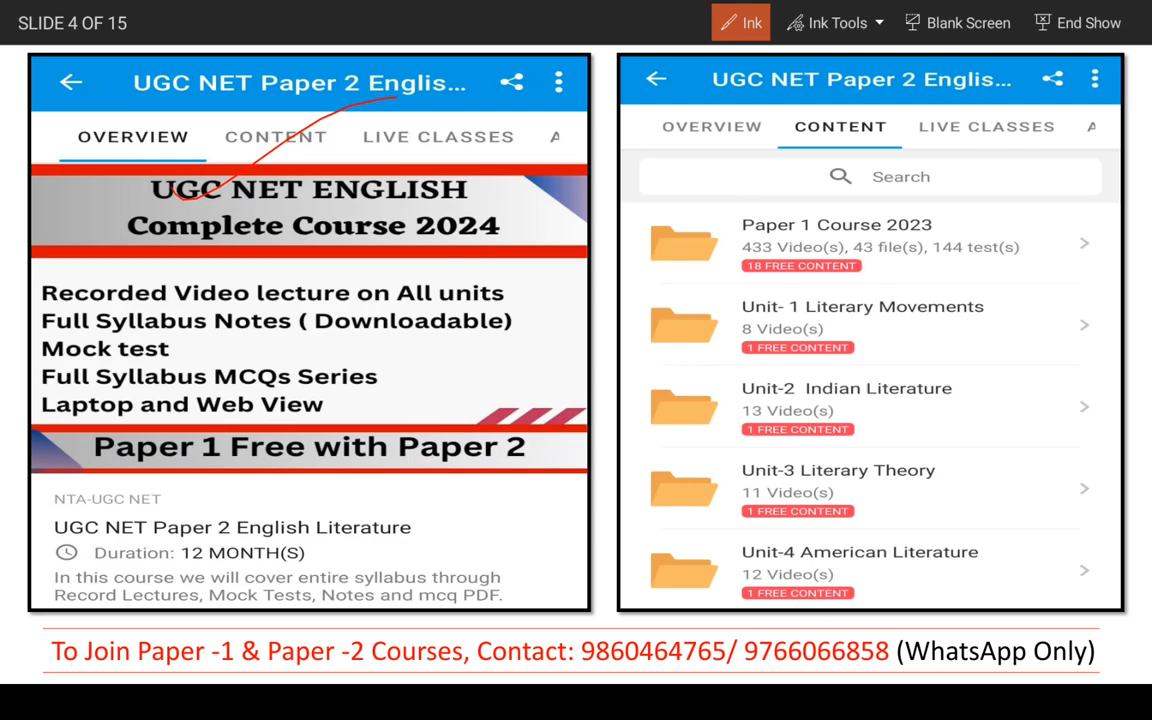 SLIDE 4 OF 15
Ink
Ink Tools
Blank Screen
End Show
UGC NET Paper 2 Englis...
OVERVIEW
CONTENT
LIVE CLASSES
A
UGC NET ENGLISH
Complete Course 2024
Recorded Video lecture on All units
Full Syllabus Notes ( Downloadable)
Mock test
Full Syllabus MCQs Series
Laptop and Web View
Paper 1 Free with Paper 2
NTA-UGC NET
UGC NET Paper 2 English Literature
Duration: 12 MONTH(S)
In this course we will cover entire syllabus through
Record Lectures, Mock Tests, Notes and mcq PDF.
UGC NET Paper 2 Englis...
OVERVIEW
CONTENT
LIVE CLASSES
A
Search
Paper 1 Course 2023
433 Video(s), 43 file(s), 144 test(s)
18 FREE CONTENT
Unit- 1 Literary Movements
8 Video(s)
1 FREE CONTENT
Unit-2 Indian Literature
13 Video(s)
1 FREE CONTENT
Unit-3 Literary Theory
11 Video(s)
1 FREE CONTENT
Unit-4 American Literature
12 Video(s)
1 FREE CONTENT
To Join Paper -1 & Paper -2 Courses, Contact: 9860464765/ 9766066858 (WhatsApp Only)